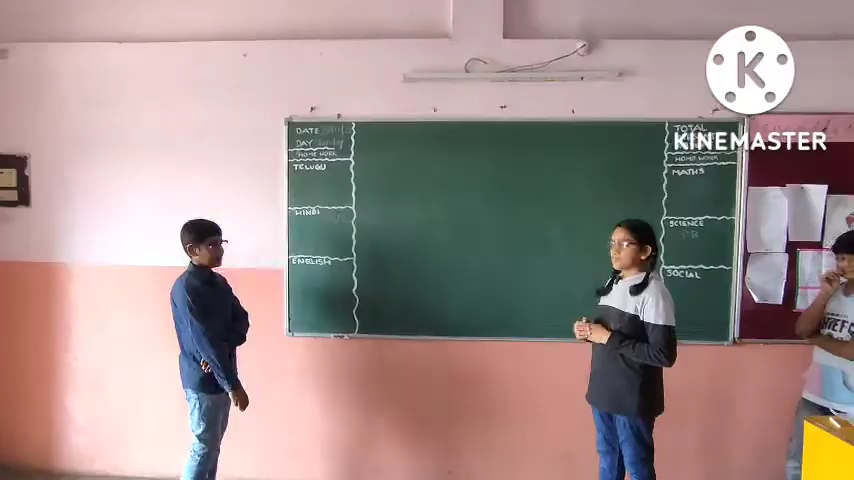 DATE
DAY
HOME WORK
TELUGU
HINDI
ENGLISH
TOTAL
HOME WORK
MATHS
SCIENCE
SOCIAL
K
KINEMASTER